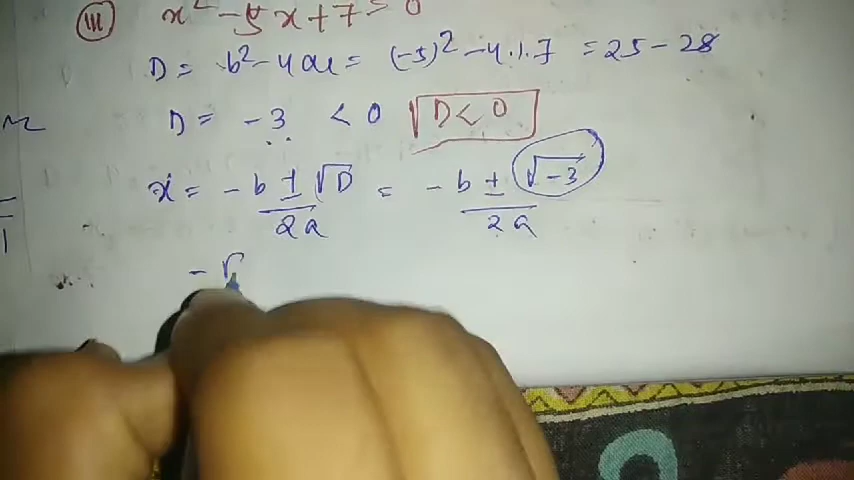 (III) x² - 5x + 7 = 0
D = b² - 4ac = (-5)² - 4.1.7 = 25 - 28
D = -3 < 0 √D < 0
x = -b ± √D / 2a = -b ± √-3 / 2a
-